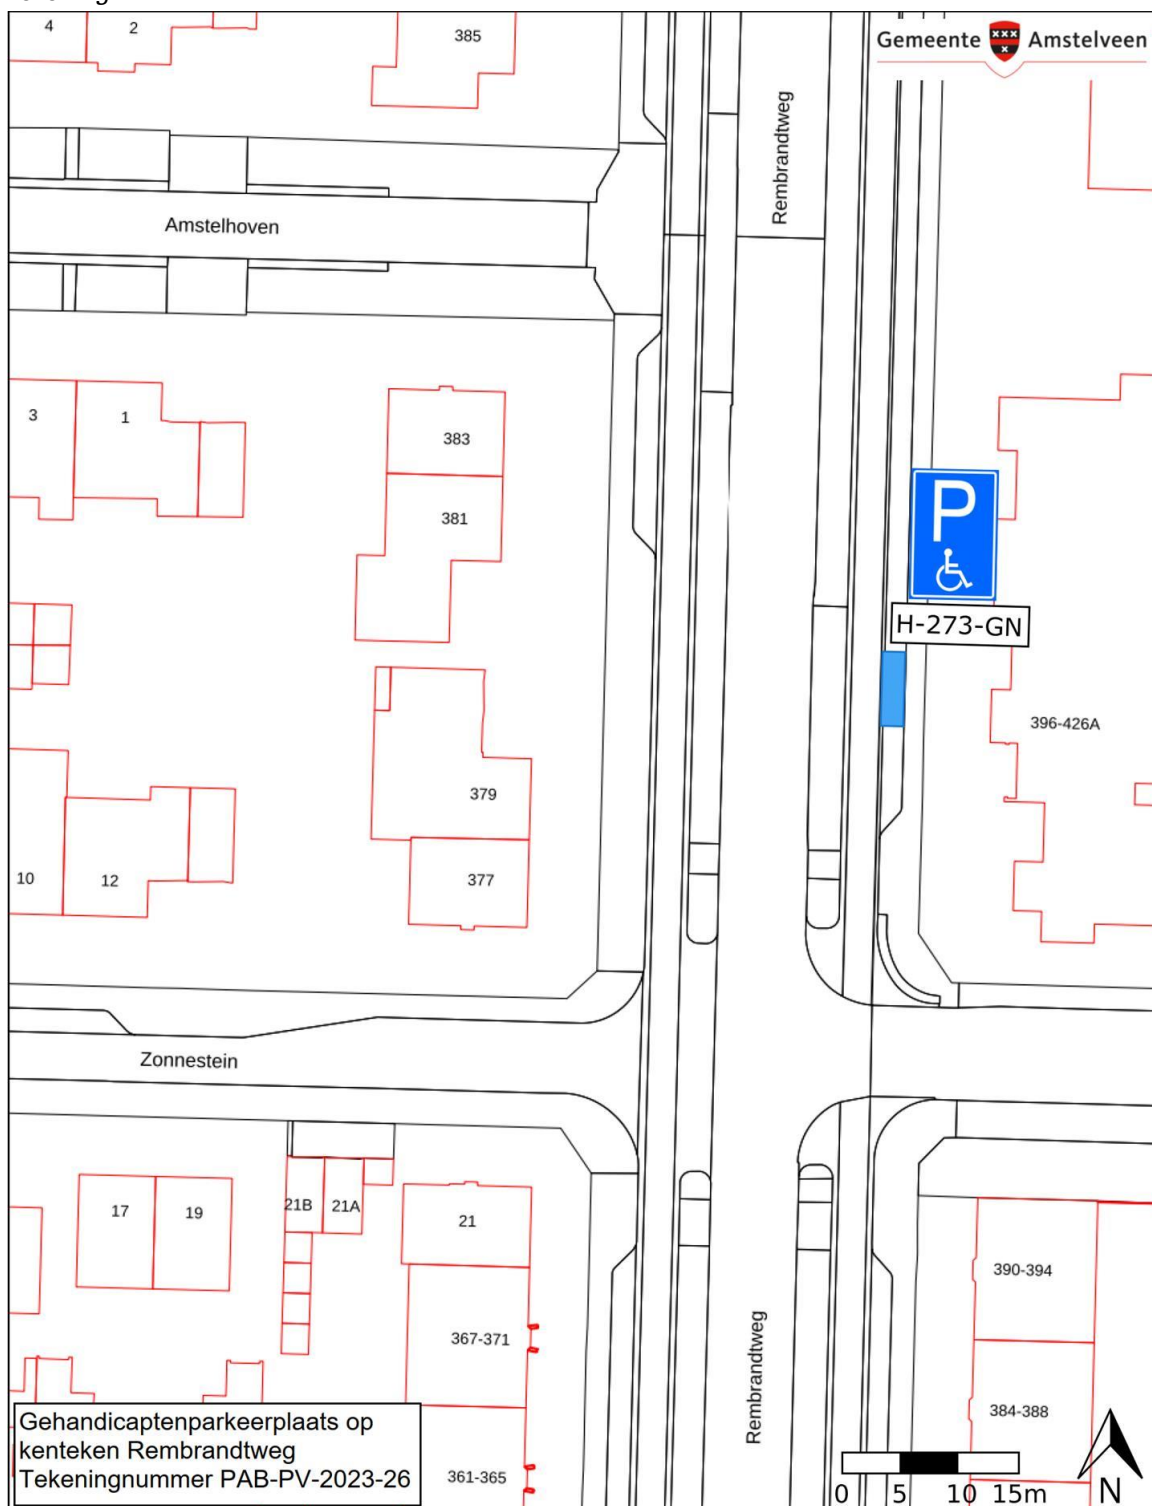 4
2
385
Gemeente Amstelveen
Rembrandtweg
Amstelhoven
3
1
383
381
P
H-273-GN
396-426A
379
377
10
12
Zonnestein
17
19
21B
21A
21
390-394
367-371
Rembrandtweg
384-388
361-365
Gehandicaptenparkeerplaats op
kenteken Rembrandtweg
Tekeningnummer PAB-PV-2023-26
0 5 10 15m
N